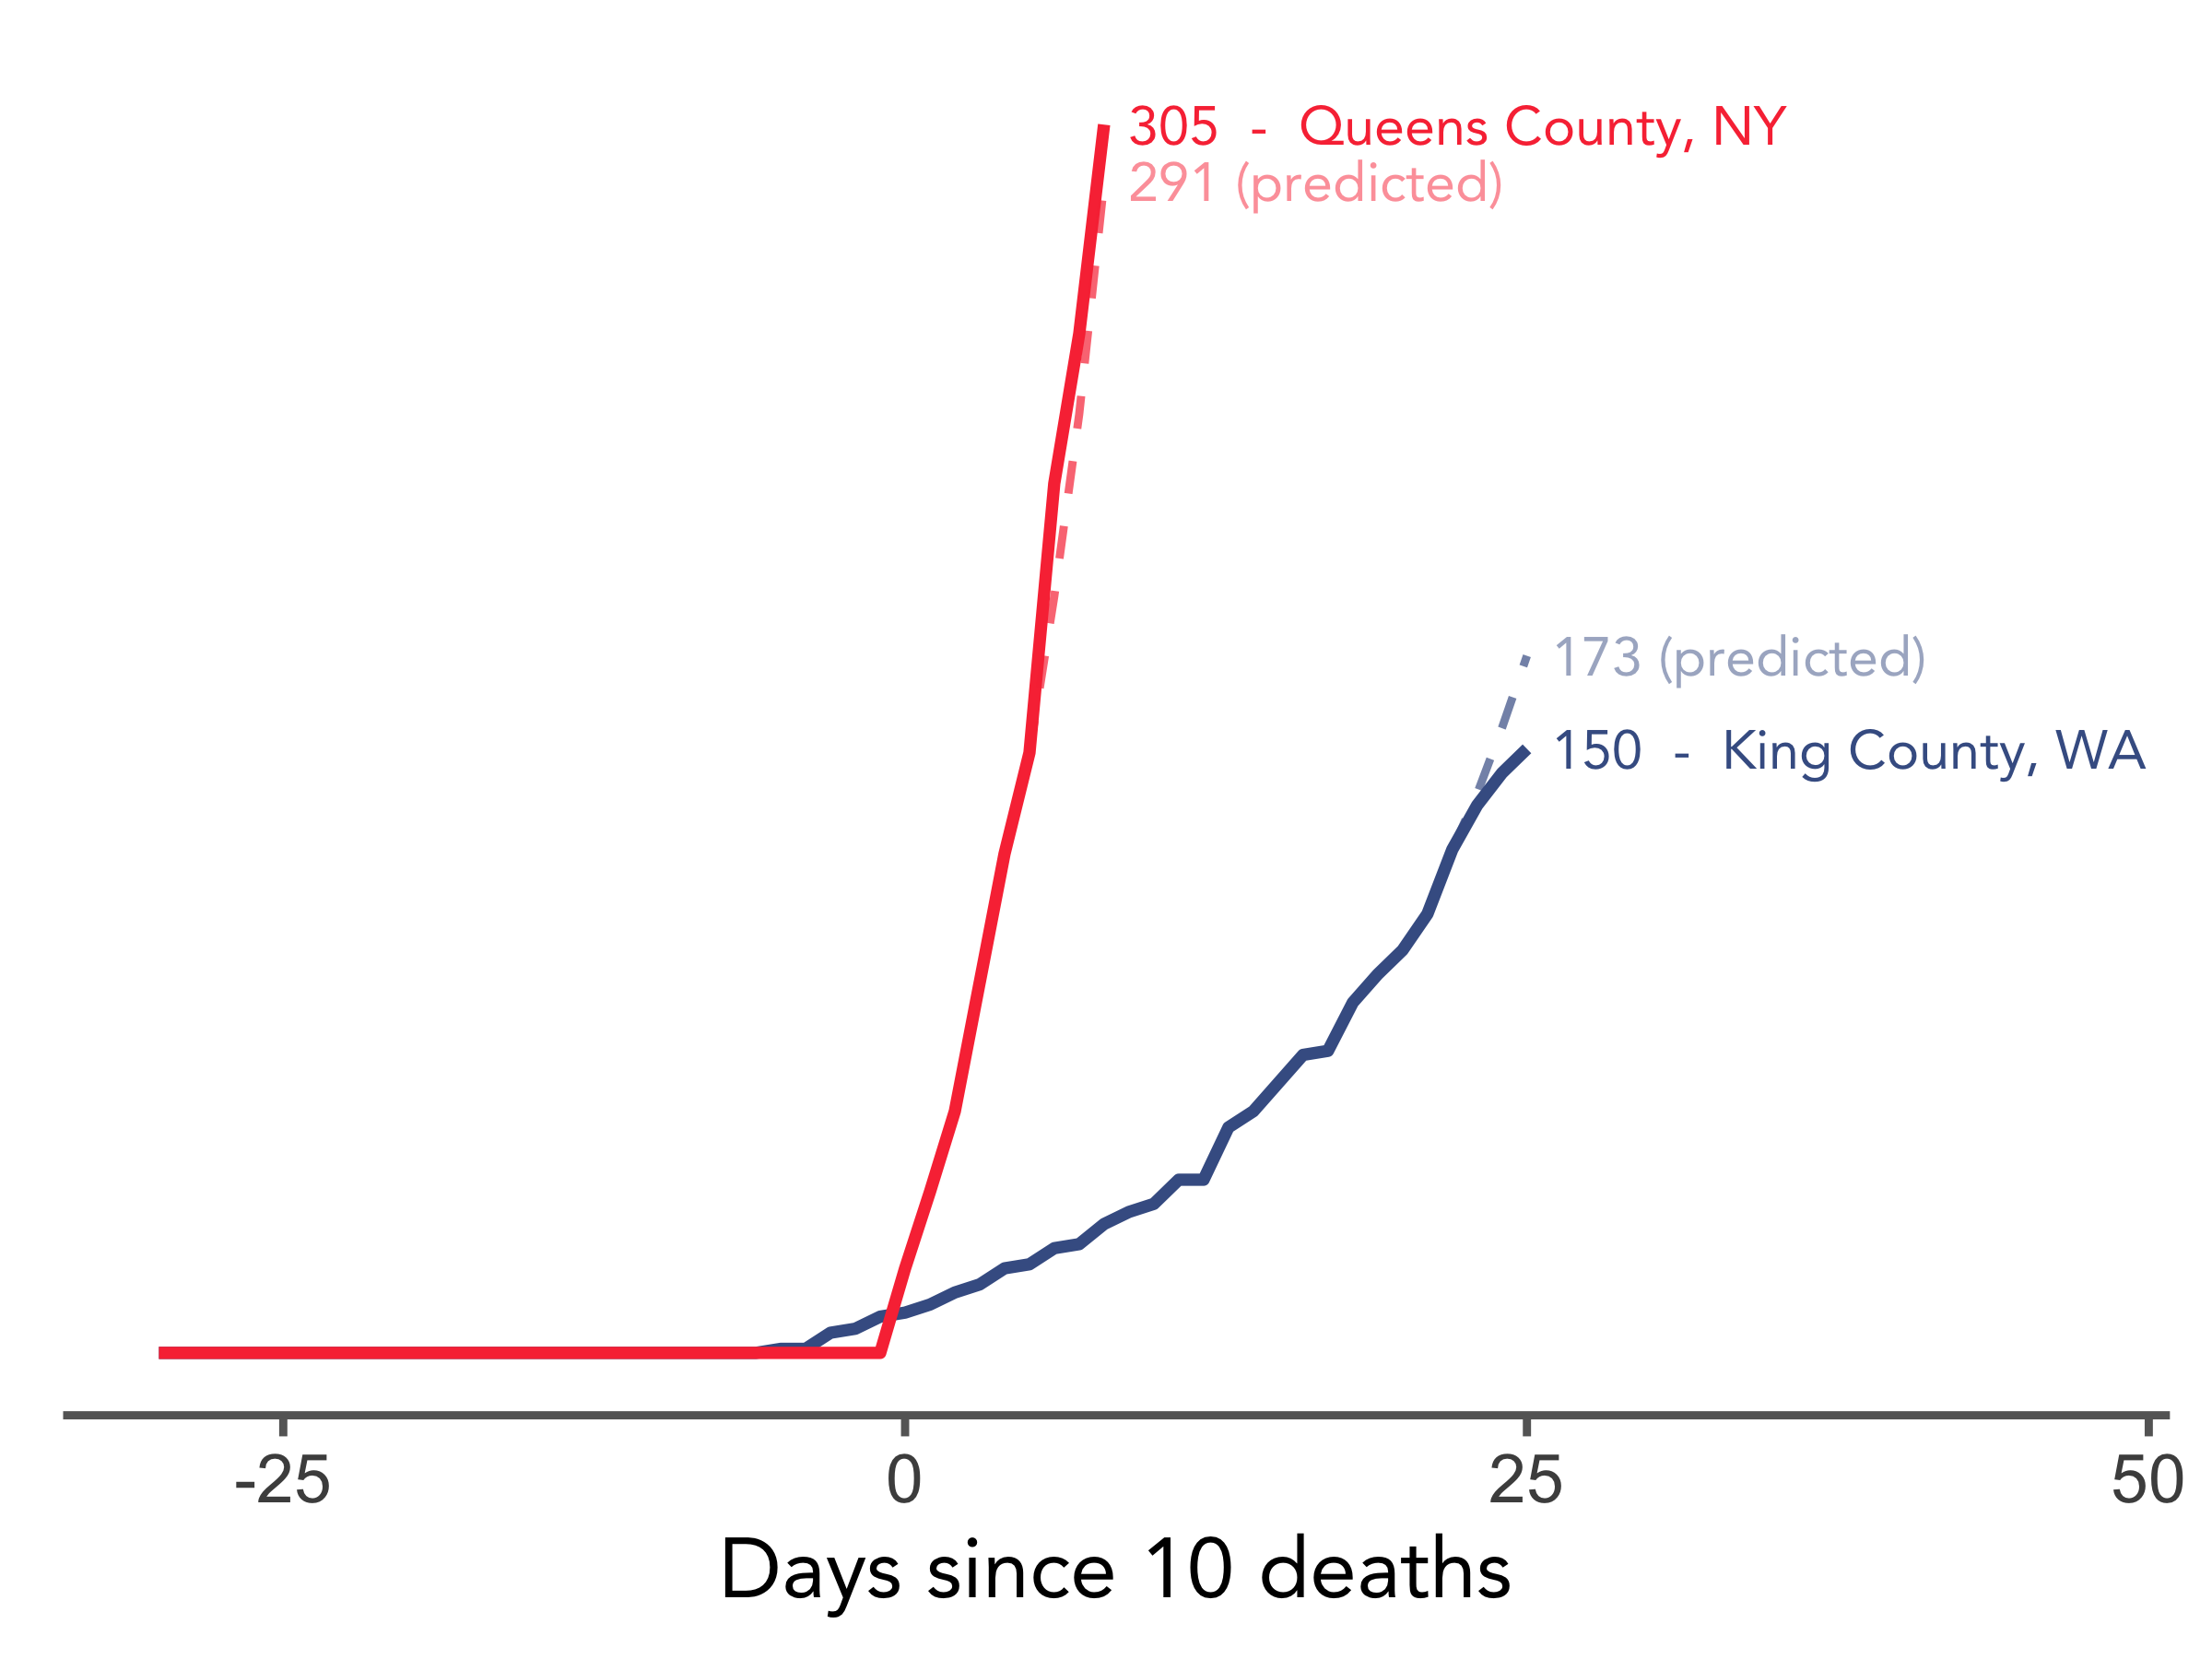 305 - Queens County, NY
291 (predicted)
173 (predicted)
150 - King County, WA
-25 0 25 50
Days since 10 deaths